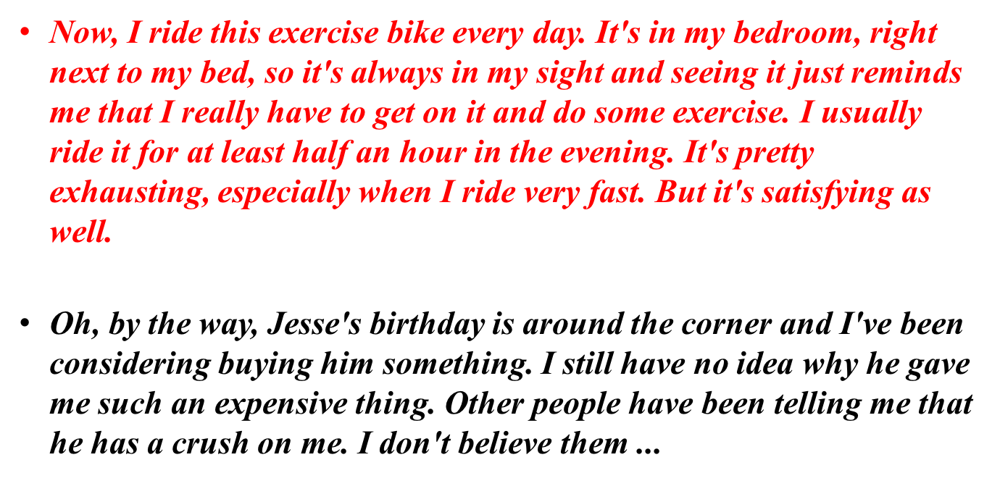 • Now, I ride this exercise bike every day. It's in my bedroom, right
next to my bed, so it's always in my sight and seeing it just reminds
me that I really have to get on it and do some exercise. I usually
ride it for at least half an hour in the evening. It's pretty
exhausting, especially when I ride very fast. But it's satisfying as
well.
• Oh, by the way, Jesse's birthday is around the corner and I've been
considering buying him something. I still have no idea why he gave
me such an expensive thing. Other people have been telling me that
he has a crush on me. I don't believe them ...